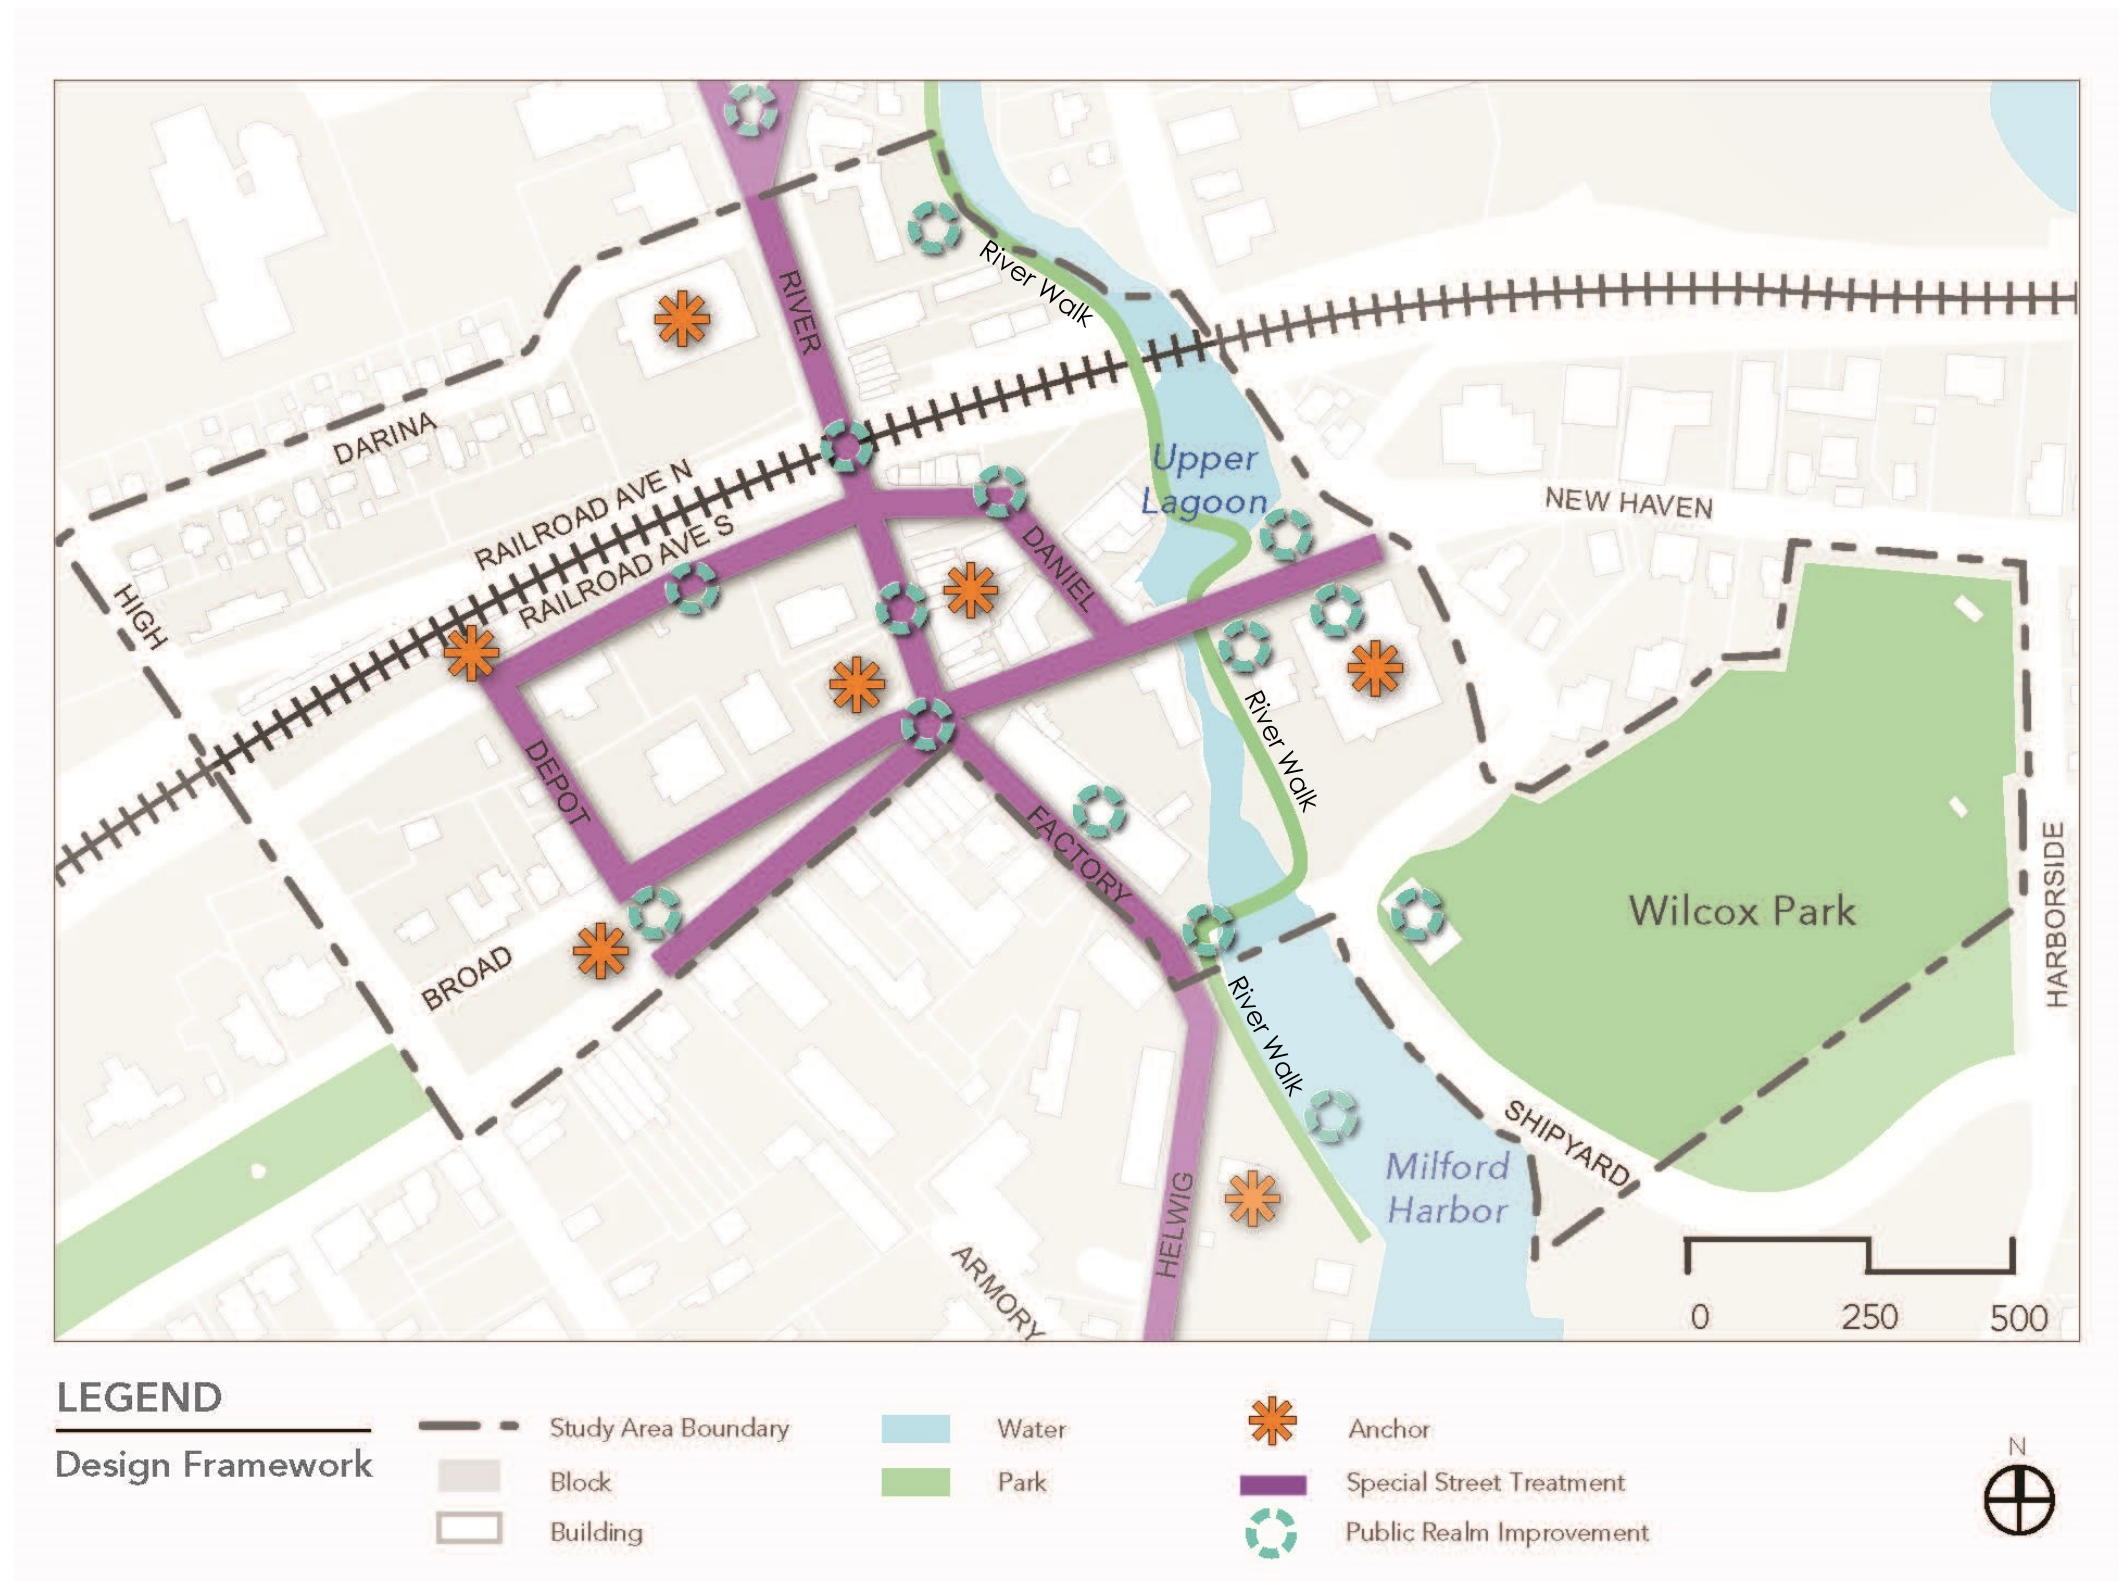 River Walk
RIVER
DARINA
Upper
Lagoon
RAILROAD AVE N
RAILROAD AVE S
NEW HAVEN
DANIEL
HIGH
River Walk
DEPOT
FACTORY
HARBORSIDE
Wilcox Park
BROAD
River Walk
SHIPYARD
Milford
Harbor
HELWIG
ARMORY
0 250 500
LEGEND
Design Framework
Study Area Boundary
Block
Building
Water
Park
Anchor
Special Street Treatment
Public Realm Improvement
N